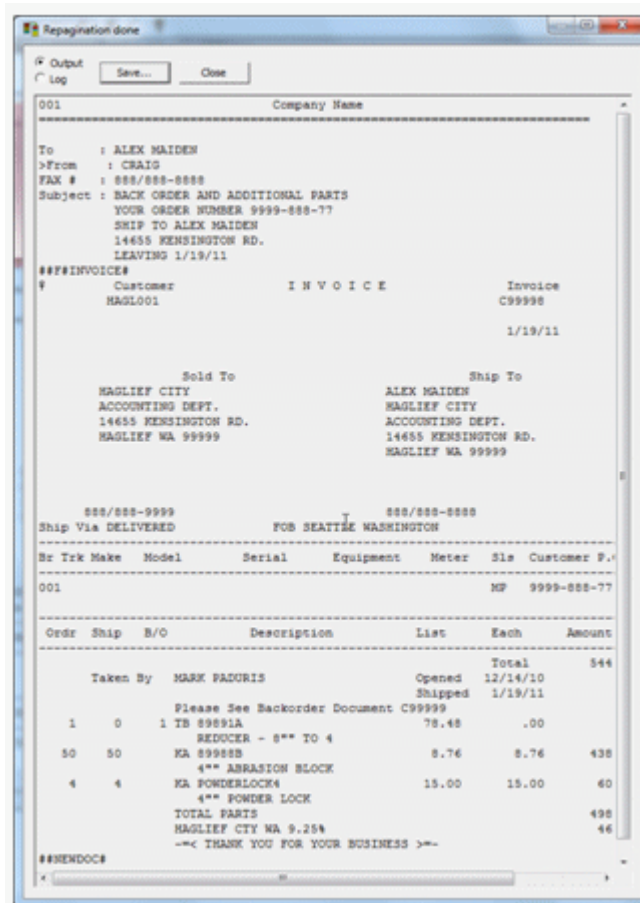 Repagination done
Output
Log
Save...
Close
001 Company Name
To : ALEX MAIDEN
>From : CRAIG
FAX # : 888/888-8888
Subject : BACK ORDER AND ADDITIONAL PARTS
YOUR ORDER NUMBER 9999-888-77
SHIP TO ALEX MAIDEN
14655 KENSINGTON RD.
LEAVING 1/19/11
##F#INVOICE#
Customer I N V O I C E Invoice
HAGL001 C99998
1/19/11
Sold To Ship To
HAGLIEF CITY ALEX MAIDEN
ACCOUNTING DEPT. HAGLIEF CITY
14655 KENSINGTON RD. ACCOUNTING DEPT.
HAGLIEF WA 99999 14655 KENSINGTON RD.
HAGLIEF WA 99999
888/888-9999 888/888-8888
Ship Via DELIVERED FOB SEATTLE WASHINGTON
Br Trk Make Model Serial Equipment Meter Sls Customer P.
001 MP 9999-888-77
Ordr Ship B/O Description List Each Amount
Total 544
Taken By MARK PADURIS Opened 12/14/10
Shipped 1/19/11
Please See Backorder Document C99999
1 0 1 TB 89891A 78.48 .00
REDUCER - 8"" TO 4
50 50 KA 89988B 8.76 8.76 438
4"" ABRASION BLOCK
4 4 KA POWDERLOCK4 15.00 15.00 60
4"" POWDER LOCK
TOTAL PARTS 498
HAGLIEF CTY WA 9.25% 46
-=< THANK YOU FOR YOUR BUSINESS >=-
##NEWDOC#